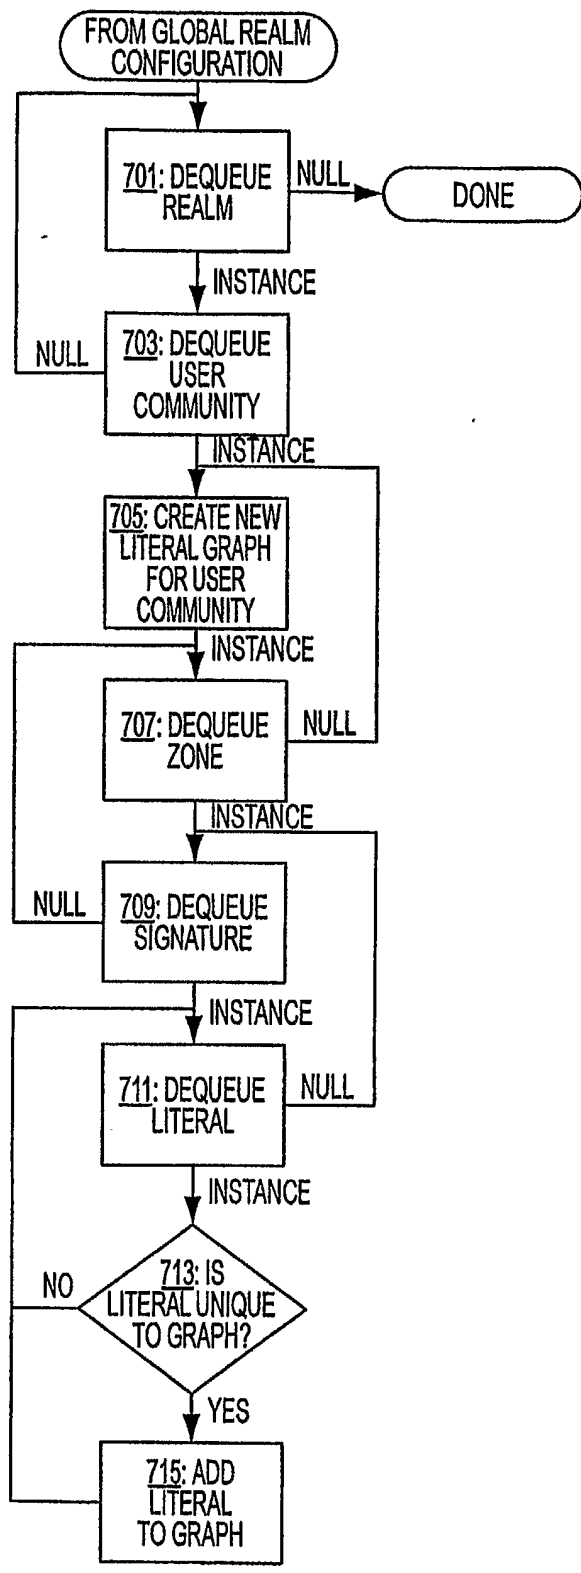 FROM GLOBAL REALM
CONFIGURATION
701: DEQUEUE
REALM
NULL
DONE
INSTANCE
703: DEQUEUE
USER
COMMUNITY
NULL
INSTANCE
705: CREATE NEW
LITERAL GRAPH
FOR USER
COMMUNITY
INSTANCE
707: DEQUEUE
ZONE
NULL
INSTANCE
709: DEQUEUE
SIGNATURE
NULL
INSTANCE
711: DEQUEUE
LITERAL
NULL
INSTANCE
713: IS
LITERAL UNIQUE
TO GRAPH?
NO
YES
715: ADD
LITERAL
TO GRAPH